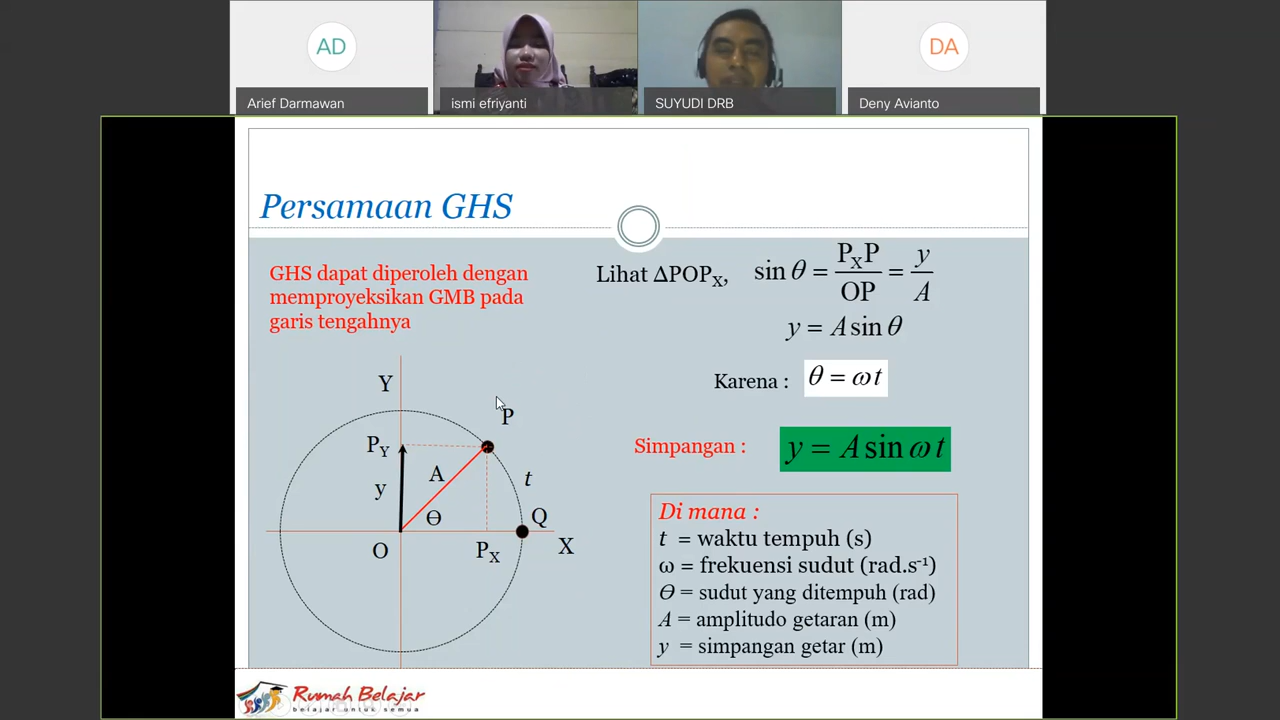 AD
DA
Arief Darmawan
ismi efriyanti
SUYUDI DRB
Deny Avianto
Persamaan GHS
GHS dapat diperoleh dengan
memproyeksikan GMB pada
garis tengahnya
Lihat ΔPOPₓ, sin θ = PₓP/OP = y/A
y = A sin θ
Karena : θ = ω t
Simpangan : y = A sin ω t
Y
P
P_Y
A
t
y
Ɵ
Q
O
Pₓ
X
Di mana :
t = waktu tempuh (s)
ω = frekuensi sudut (rad.s⁻¹)
Ɵ = sudut yang ditempuh (rad)
A = amplitudo getaran (m)
y = simpangan getar (m)
Rumah Belajar
belajar untuk semua